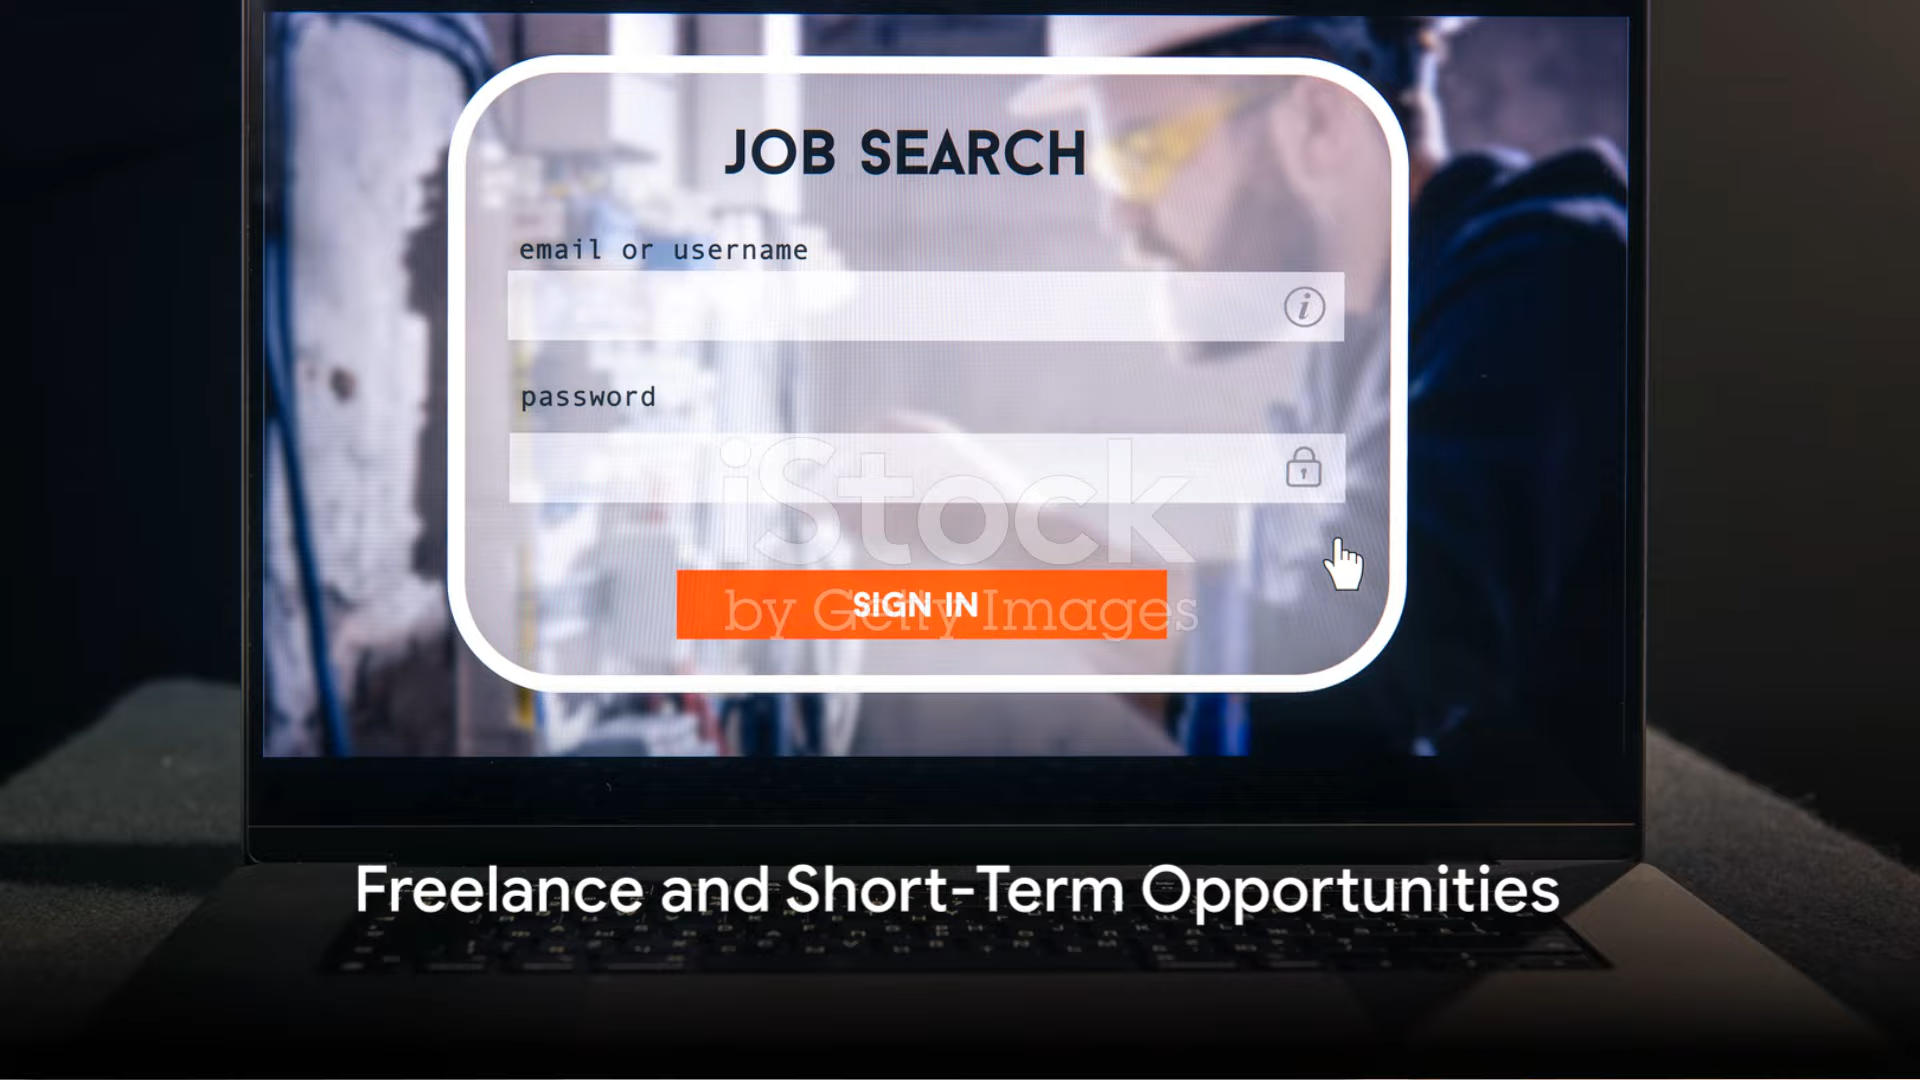 JOB SEARCH
email or username
password
iStock
SIGN IN
by Getty Images
Freelance and Short-Term Opportunities